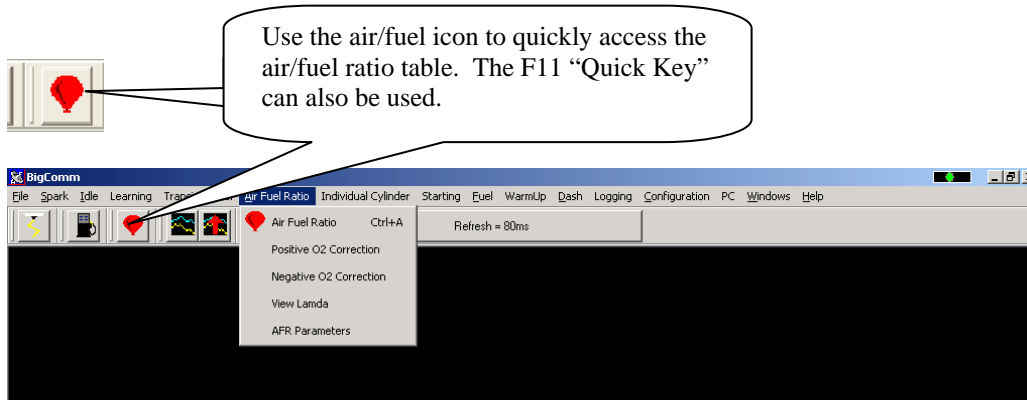 Use the air/fuel icon to quickly access the
air/fuel ratio table. The F11 “Quick Key”
can also be used.
BigComm
File Spark Idle Learning Air Fuel Ratio Individual Cylinder Starting Fuel WarmUp Dash Logging Configuration PC Windows Help
Air Fuel Ratio Ctrl+A
Refresh = 80ms
Positive O2 Correction
Negative O2 Correction
View Lamda
AFR Parameters